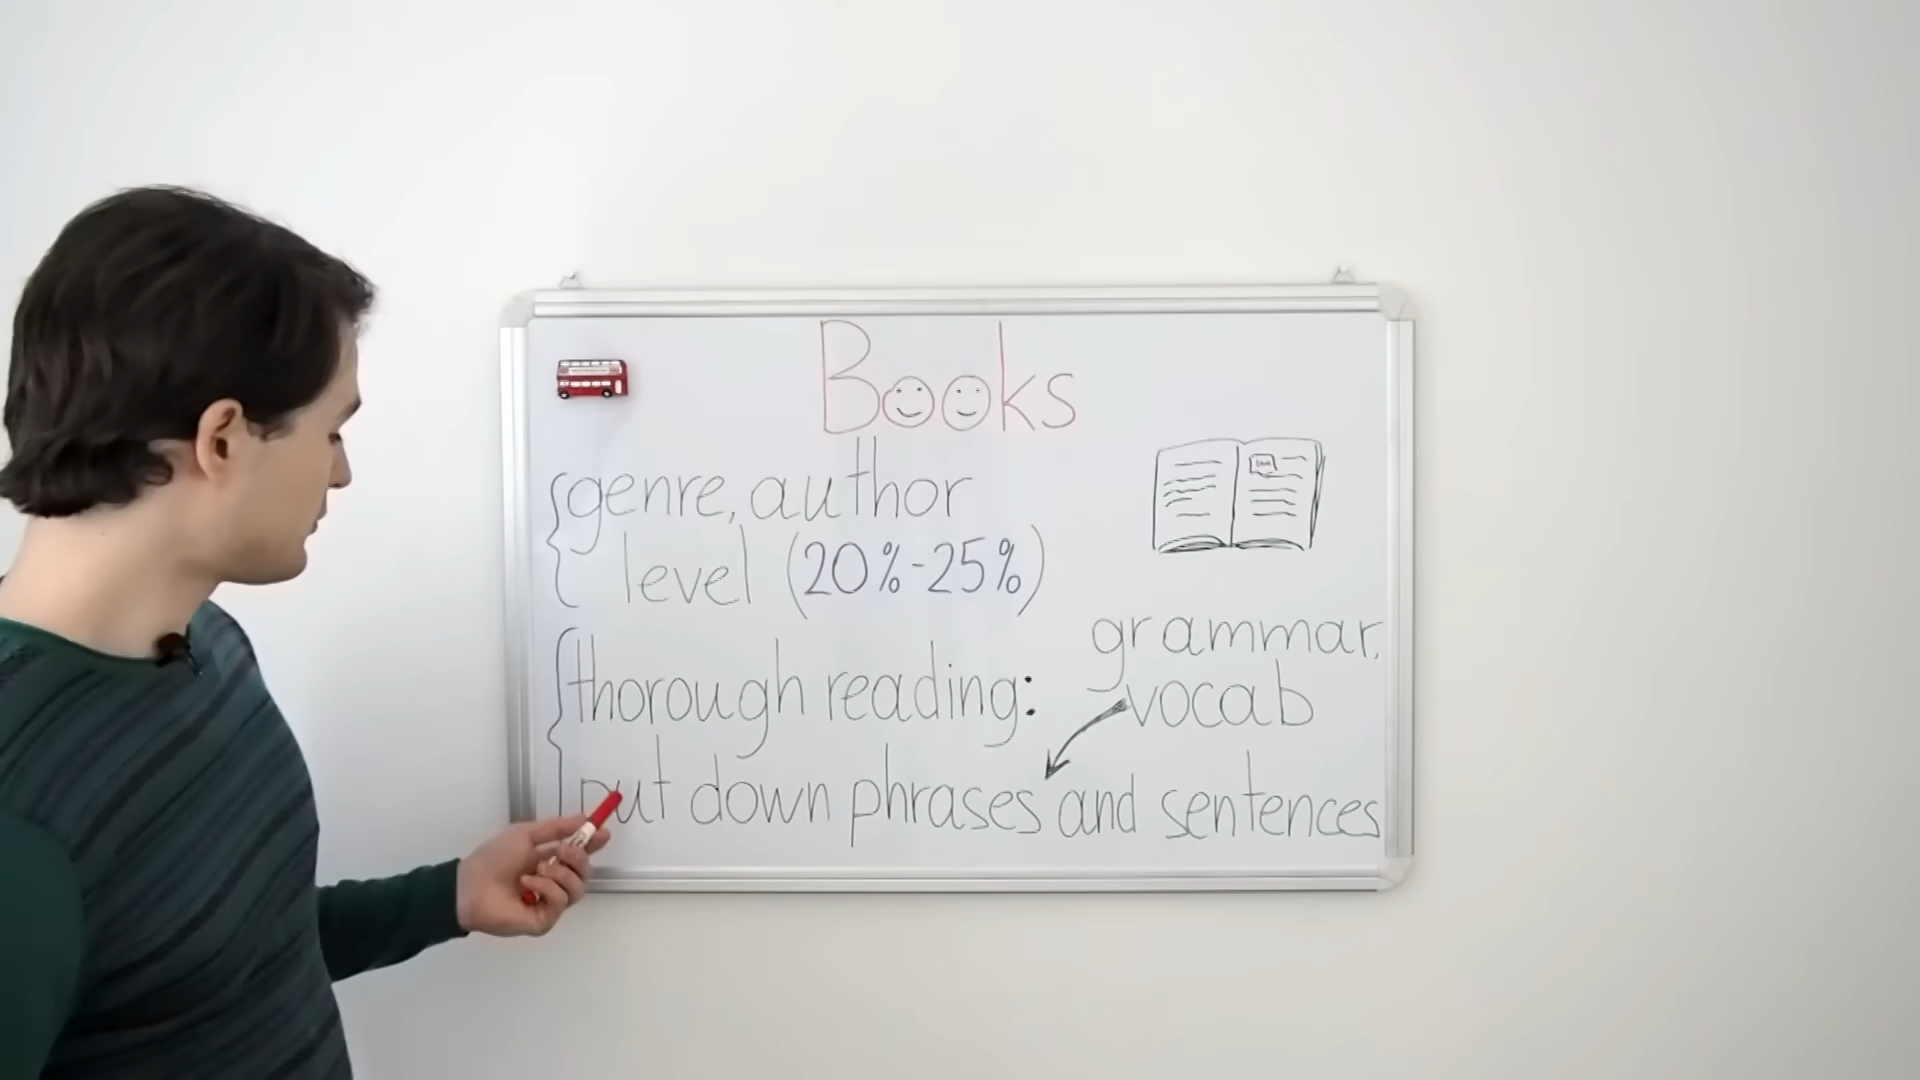 Books
genre, author
level (20%-25%)
grammar,
vocab
thorough reading:
put down phrases and sentences